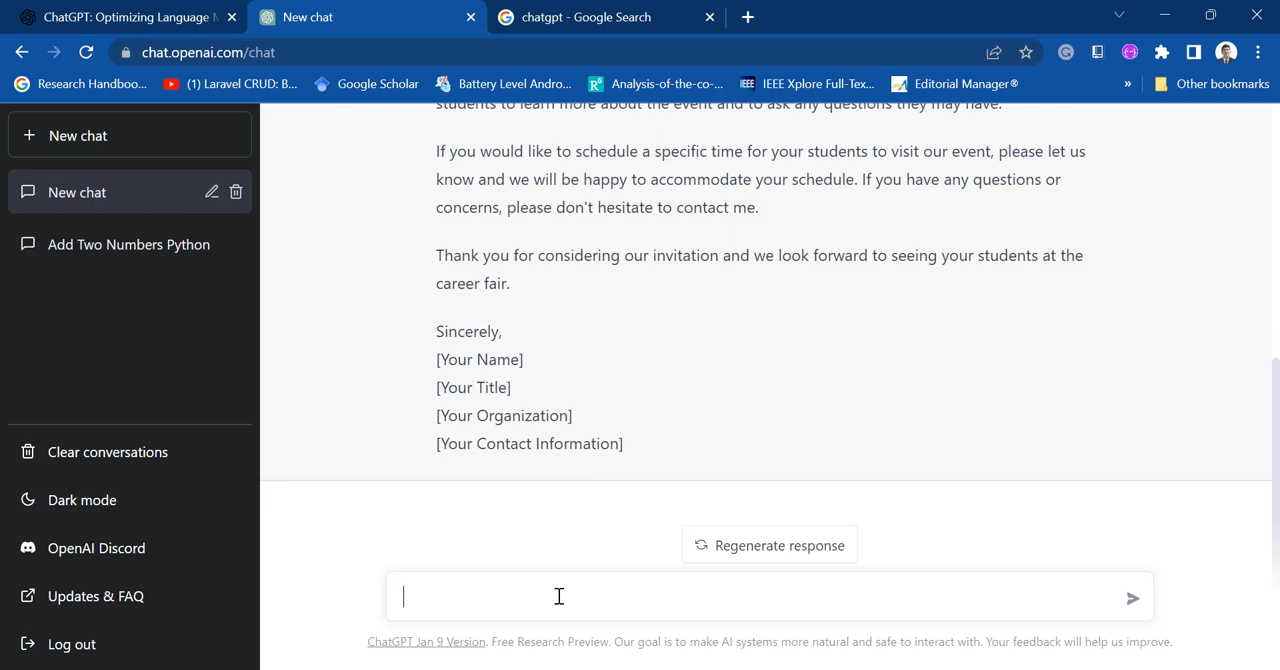 ChatGPT: Optimizing Language
New chat
chatgpt - Google Search
chat.openai.com/chat
Research Handboo...
(1) Laravel CRUD: B...
Google Scholar
Battery Level Andro...
Analysis-of-the-co-...
IEEE Xplore Full-Tex...
Editorial Manager®
»
Other bookmarks
+ New chat
New chat
Add Two Numbers Python
Clear conversations
Dark mode
OpenAI Discord
Updates & FAQ
Log out
students to learn more about the event and to ask any questions they may have.
If you would like to schedule a specific time for your students to visit our event, please let us
know and we will be happy to accommodate your schedule. If you have any questions or
concerns, please don't hesitate to contact me.
Thank you for considering our invitation and we look forward to seeing your students at the
career fair.
Sincerely,
[Your Name]
[Your Title]
[Your Organization]
[Your Contact Information]
Regenerate response
ChatGPT Jan 9 Version. Free Research Preview. Our goal is to make AI systems more natural and safe to interact with. Your feedback will help us improve.